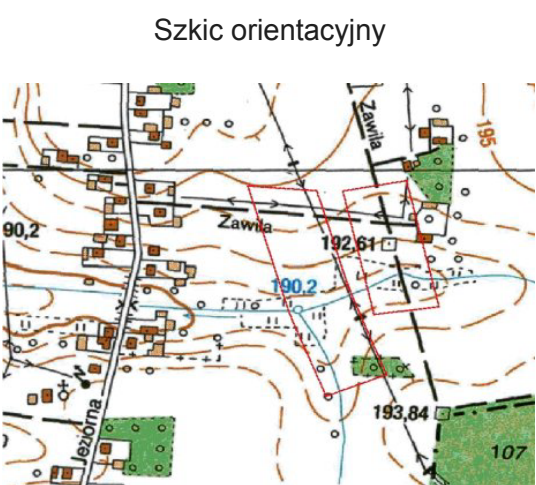 Szkic orientacyjny
Zawiła
195
90,2
Zawiła
192,61
190,2
193,84
Jeziorna
107